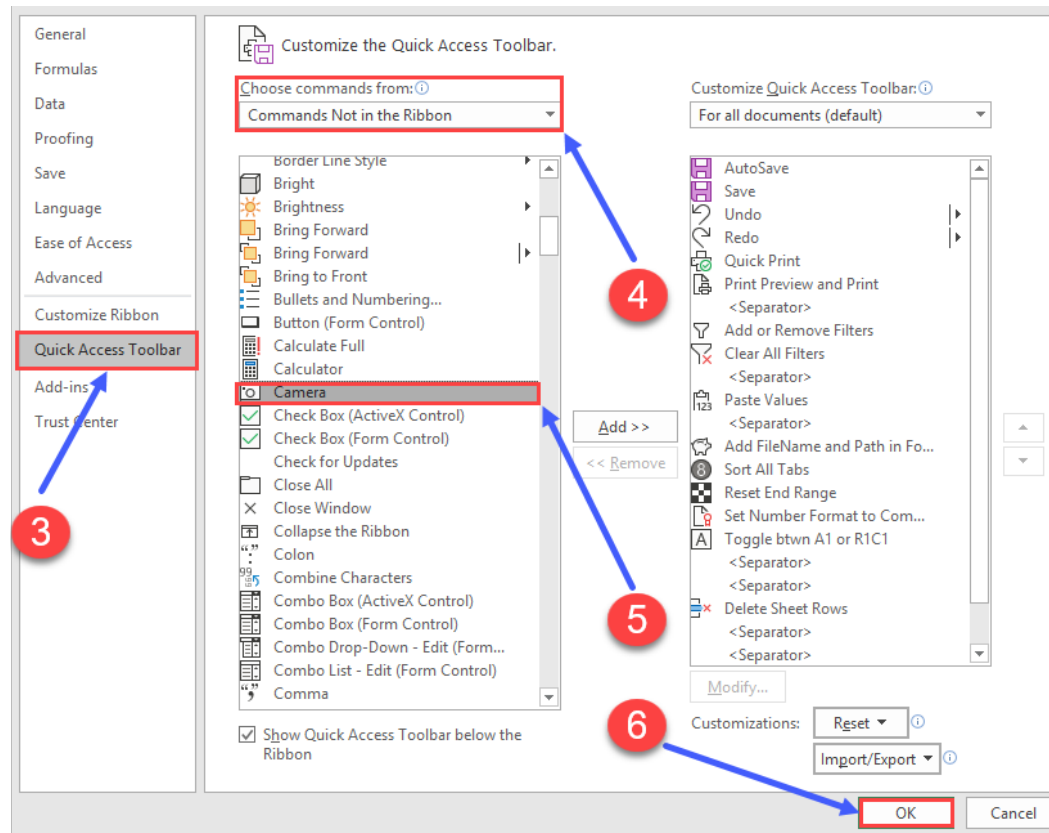 General
Formulas
Data
Proofing
Save
Language
Ease of Access
Advanced
Customize Ribbon
Quick Access Toolbar
Add-ins
Trust Center
3
Customize the Quick Access Toolbar.
Choose commands from:
Commands Not in the Ribbon
Border Line Style
Bright
Brightness
Bring Forward
Bring Forward
Bring to Front
Bullets and Numbering...
Button (Form Control)
Calculate Full
Calculator
Camera
Check Box (ActiveX Control)
Check Box (Form Control)
Check for Updates
Close All
Close Window
Collapse the Ribbon
Colon
Combine Characters
Combo Box (ActiveX Control)
Combo Box (Form Control)
Combo Drop-Down - Edit (Form...
Combo List - Edit (Form Control)
Comma
Show Quick Access Toolbar below the
Ribbon
4
Add >>
<< Remove
5
Customize Quick Access Toolbar:
For all documents (default)
AutoSave
Save
Undo
Redo
Quick Print
Print Preview and Print
<Separator>
Add or Remove Filters
Clear All Filters
<Separator>
Paste Values
<Separator>
Add FileName and Path in Fo...
Sort All Tabs
Reset End Range
Set Number Format to Com...
Toggle btwn A1 or R1C1
<Separator>
<Separator>
Delete Sheet Rows
<Separator>
<Separator>
Modify...
6
Customizations:
Reset
Import/Export
OK
Cancel